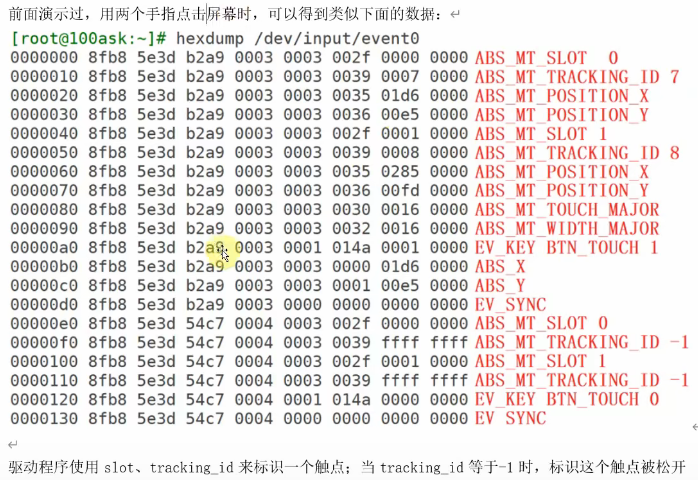 前面演示过，用两个手指点击屏幕时，可以得到类似下面的数据：
[root@100ask:~]# hexdump /dev/input/event0
0000000 8fb8 5e3d b2a9 0003 0003 002f 0000 0000 ABS_MT_SLOT 0
0000010 8fb8 5e3d b2a9 0003 0003 0039 0007 0000 ABS_MT_TRACKING_ID 7
0000020 8fb8 5e3d b2a9 0003 0003 0035 01d6 0000 ABS_MT_POSITION_X
0000030 8fb8 5e3d b2a9 0003 0003 0036 00e5 0000 ABS_MT_POSITION_Y
0000040 8fb8 5e3d b2a9 0003 0003 002f 0001 0000 ABS_MT_SLOT 1
0000050 8fb8 5e3d b2a9 0003 0003 0039 0008 0000 ABS_MT_TRACKING_ID 8
0000060 8fb8 5e3d b2a9 0003 0003 0035 0285 0000 ABS_MT_POSITION_X
0000070 8fb8 5e3d b2a9 0003 0003 0036 00fd 0000 ABS_MT_POSITION_Y
0000080 8fb8 5e3d b2a9 0003 0003 0030 0016 0000 ABS_MT_TOUCH_MAJOR
0000090 8fb8 5e3d b2a9 0003 0003 0032 0016 0000 ABS_MT_WIDTH_MAJOR
00000a0 8fb8 5e3d b2a9 0003 0001 014a 0001 0000 EV_KEY BTN_TOUCH 1
00000b0 8fb8 5e3d b2a9 0003 0003 0000 01d6 0000 ABS_X
00000c0 8fb8 5e3d b2a9 0003 0003 0001 00e5 0000 ABS_Y
00000d0 8fb8 5e3d b2a9 0003 0000 0000 0000 0000 EV_SYNC
00000e0 8fb8 5e3d 54c7 0004 0003 002f 0000 0000 ABS_MT_SLOT 0
00000f0 8fb8 5e3d 54c7 0004 0003 0039 ffff ffff ABS_MT_TRACKING_ID -1
0000100 8fb8 5e3d 54c7 0004 0003 002f 0001 0000 ABS_MT_SLOT 1
0000110 8fb8 5e3d 54c7 0004 0003 0039 ffff ffff ABS_MT_TRACKING_ID -1
0000120 8fb8 5e3d 54c7 0004 0001 014a 0000 0000 EV_KEY BTN_TOUCH 0
0000130 8fb8 5e3d 54c7 0004 0000 0000 0000 0000 EV_SYNC
驱动程序使用 slot、tracking_id 来标识一个触点；当 tracking_id 等于-1 时，标识这个触点被松开